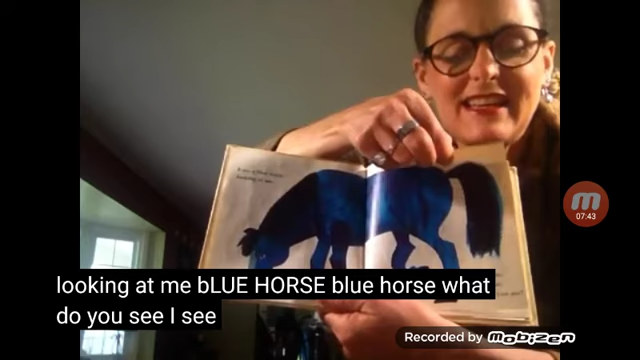 looking at me bLUE HORSE blue horse what
do you see I see
07:43
Recorded by mobizen